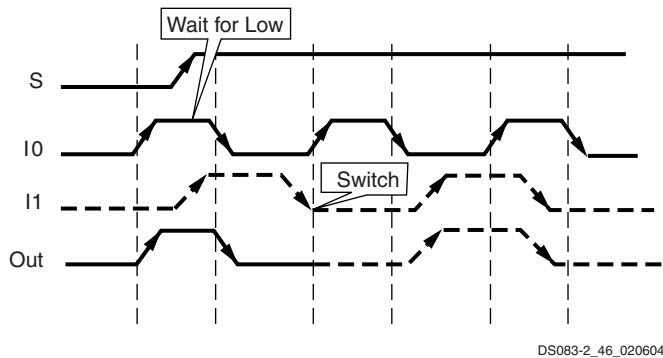 Wait for Low
S
I0
I1
Switch
Out
DS083-2_46_020604